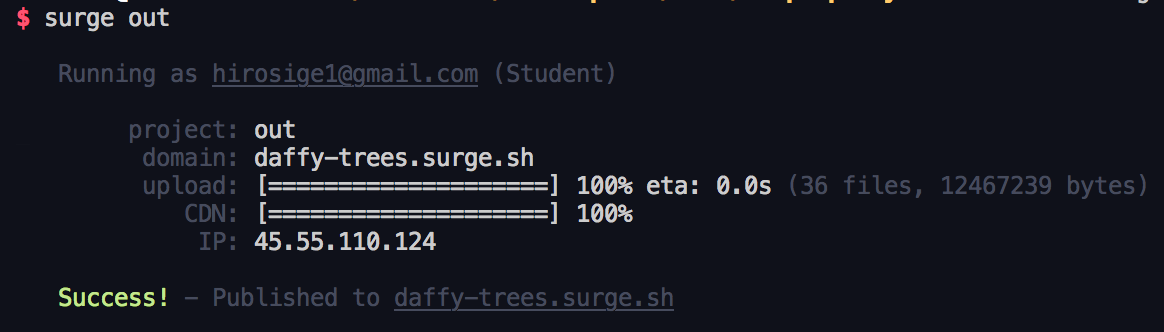 $ surge out
Running as hirosige1@gmail.com (Student)
project: out
domain: daffy-trees.surge.sh
upload: [====================] 100% eta: 0.0s (36 files, 12467239 bytes)
CDN: [====================] 100%
IP: 45.55.110.124
Success! - Published to daffy-trees.surge.sh